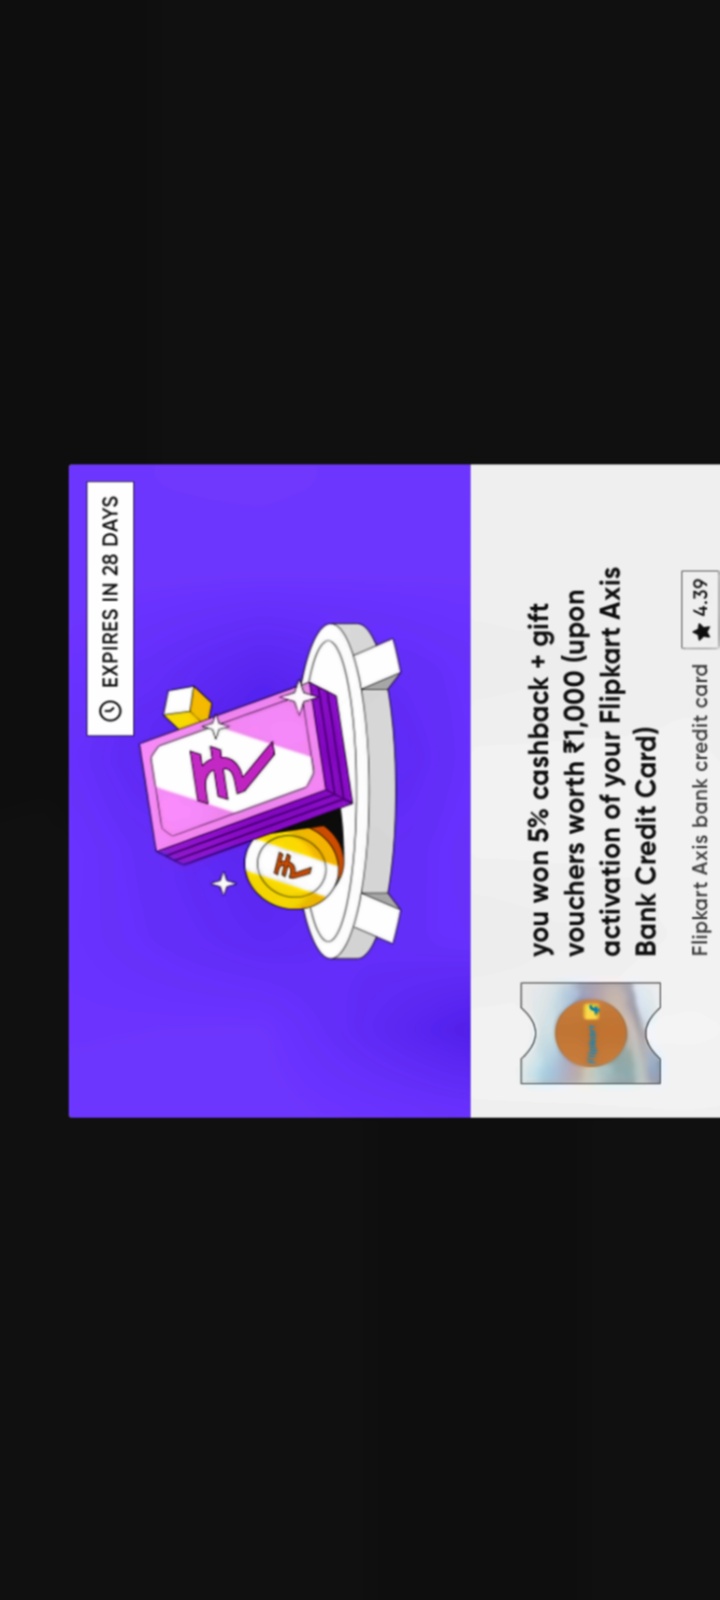 EXPIRES IN 28 DAYS
₹
₹
you won 5% cashback + gift
vouchers worth ₹1,000 (upon
activation of your Flipkart Axis
Bank Credit Card)
Flipkart
Flipkart Axis bank credit card ★ 4.39